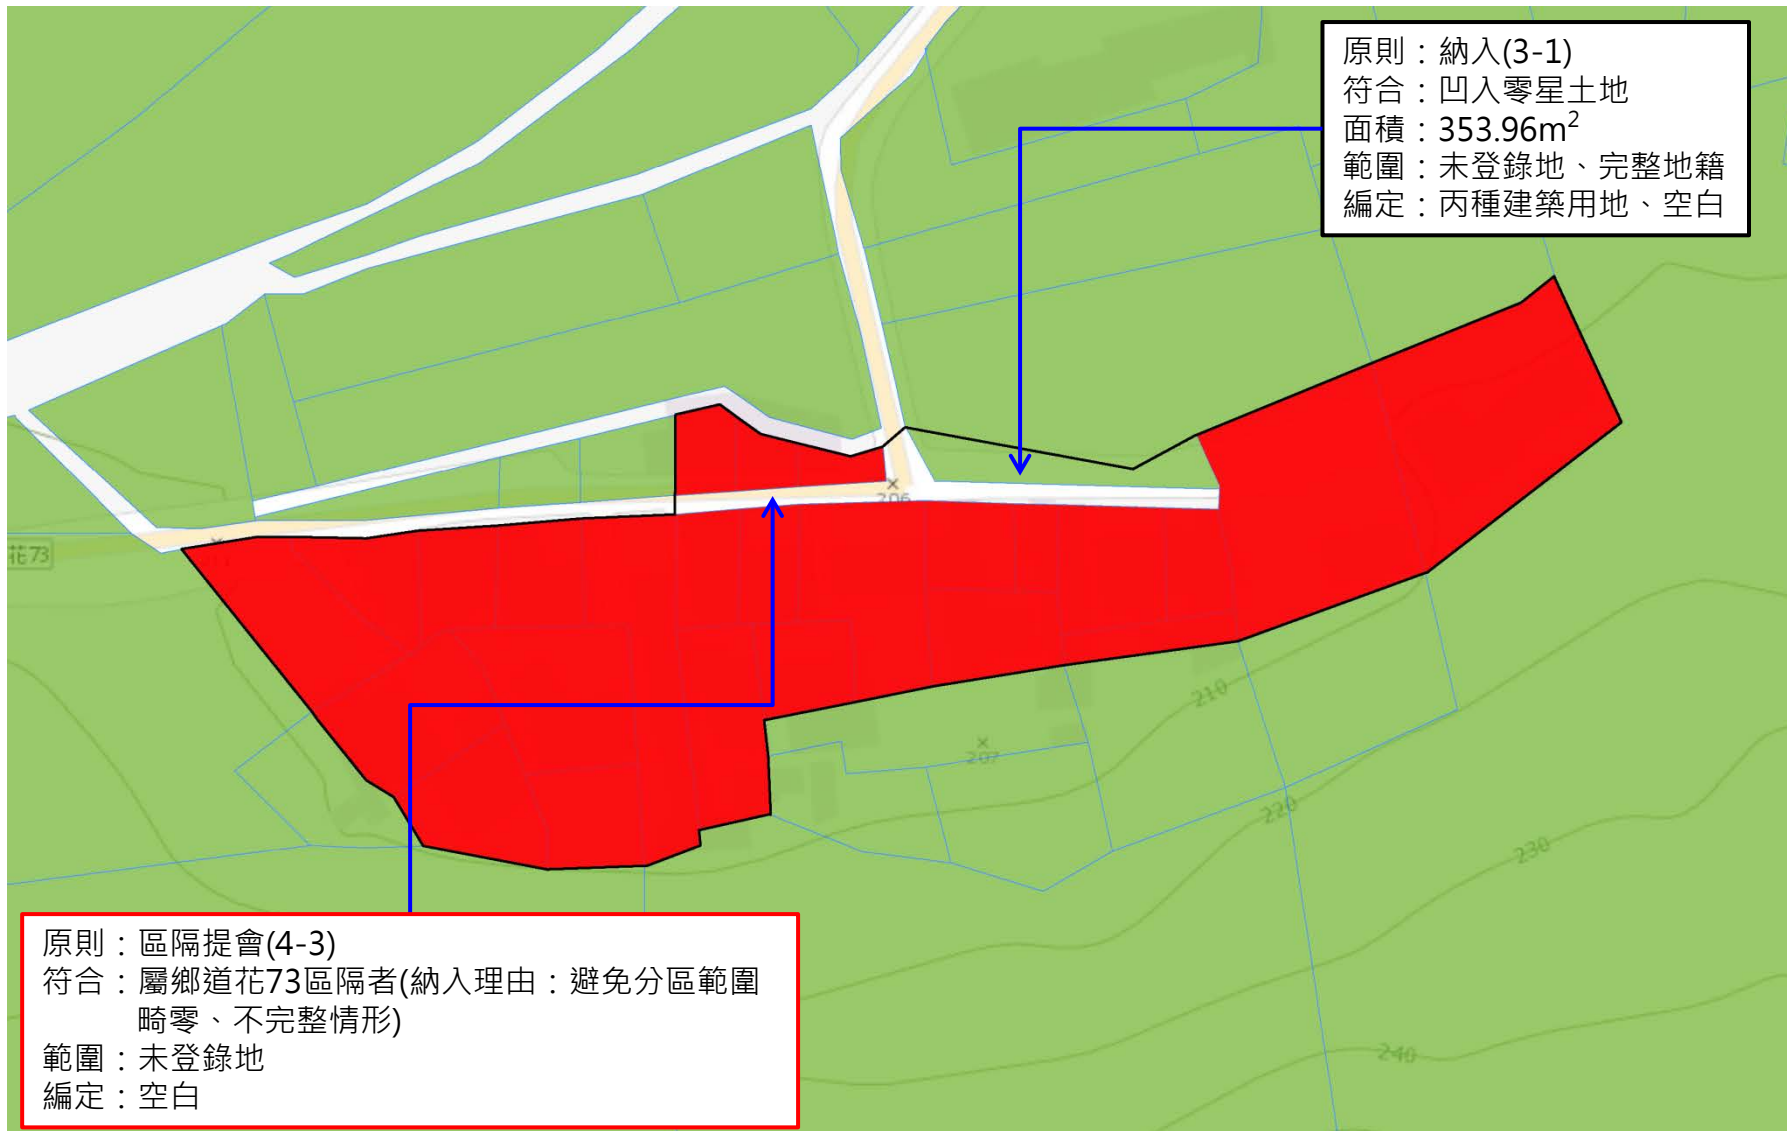 原則：納入(3-1)
符合：凹入零星土地
面積：353.96m²
範圍：未登錄地、完整地籍
編定：丙種建築用地、空白
206
花73
210
207
220
230
240
原則：區隔提會(4-3)
符合：屬鄉道花73區隔者(納入理由：避免分區範圍
畸零、不完整情形)
範圍：未登錄地
編定：空白